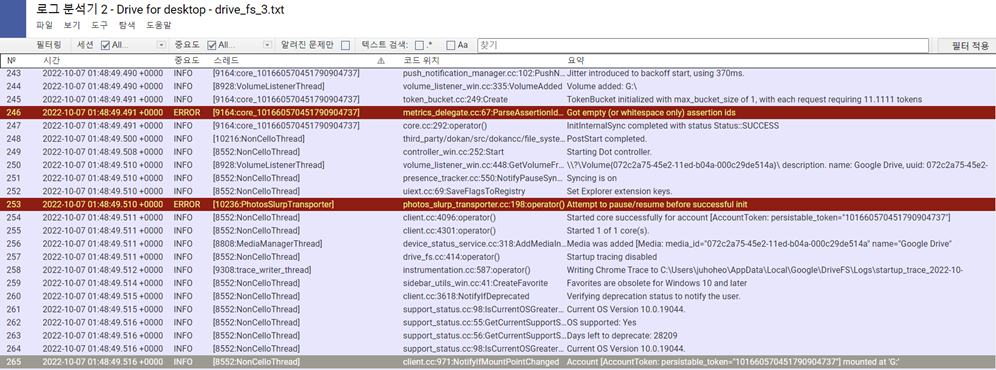 로그 분석기 2 - Drive for desktop - drive_fs_3.txt
파일 보기 도구 탐색 도움말
필터링 세션 All... 중요도 All... 알려진 문제만 텍스트 검색: .* Aa 찾기 필터 적용
№ 시간 중요도 스레드 코드 위치 요약
243 2022-10-07 01:48:49.490 +0000 INFO [9164:core_101660570451790904737] push_notification_manager.cc:102:PushN... Jitter introduced to backoff start, using 370ms.
244 2022-10-07 01:48:49.490 +0000 INFO [8928:VolumeListenerThread] volume_listener_win.cc:335:VolumeAdded Volume added: G:\
245 2022-10-07 01:48:49.491 +0000 INFO [9164:core_101660570451790904737] token_bucket.cc:249:Create TokenBucket initialized with max_bucket_size of 1, with each request requiring 11.1111 tokens
246 2022-10-07 01:48:49.491 +0000 ERROR [9164:core_101660570451790904737] metrics_delegate.cc:67:ParseAssertionId... Got empty (or whitespace only) assertion ids
247 2022-10-07 01:48:49.491 +0000 INFO [9164:core_101660570451790904737] core.cc:292:operator() InitInternalSync completed with status Status::SUCCESS
248 2022-10-07 01:48:49.500 +0000 INFO [10216:NonCelloThread] third_party/dokan/src/dokancc/file_syste... PostStart completed.
249 2022-10-07 01:48:49.508 +0000 INFO [8552:NonCelloThread] controller_win.cc:252:Start Starting Dot controller.
250 2022-10-07 01:48:49.510 +0000 INFO [8928:VolumeListenerThread] volume_listener_win.cc:448:GetVolumeFr... \\?\Volume{072c2a75-45e2-11ed-b04a-000c29de514a}\ description. name: Google Drive, uuid: 072c2a75-45e2-
251 2022-10-07 01:48:49.510 +0000 INFO [8552:NonCelloThread] presence_tracker.cc:550:NotifyPauseSyn... Syncing is on
252 2022-10-07 01:48:49.510 +0000 INFO [8552:NonCelloThread] uiext.cc:69:SaveFlagsToRegistry Set Explorer extension keys.
253 2022-10-07 01:48:49.510 +0000 ERROR [10236:PhotosSlurpTransporter] photos_slurp_transporter.cc:198:operator() Attempt to pause/resume before successful init
254 2022-10-07 01:48:49.511 +0000 INFO [8552:NonCelloThread] client.cc:4096:operator() Started core successfully for account [AccountToken: persistable_token="101660570451790904737"]
255 2022-10-07 01:48:49.511 +0000 INFO [8552:NonCelloThread] client.cc:4301:operator() Started 1 of 1 core(s).
256 2022-10-07 01:48:49.511 +0000 INFO [8808:MediaManagerThread] device_status_service.cc:318:AddMediaIn... Media was added [Media: media_id="072c2a75-45e2-11ed-b04a-000c29de514a" name="Google Drive"
257 2022-10-07 01:48:49.511 +0000 INFO [8552:NonCelloThread] drive_fs.cc:414:operator() Startup tracing disabled
258 2022-10-07 01:48:49.512 +0000 INFO [9308:trace_writer_thread] instrumentation.cc:587:operator() Writing Chrome Trace to C:\Users\juhoheo\AppData\Local\Google\DriveFS\Logs\startup_trace_2022-10-
259 2022-10-07 01:48:49.514 +0000 INFO [8552:NonCelloThread] sidebar_utils_win.cc:41:CreateFavorite Favorites are obsolete for Windows 10 and later
260 2022-10-07 01:48:49.514 +0000 INFO [8552:NonCelloThread] client.cc:3618:NotifyIfDeprecated Verifying deprecation status to notify the user.
261 2022-10-07 01:48:49.515 +0000 INFO [8552:NonCelloThread] support_status.cc:98:IsCurrentOSGreater... Current OS Version 10.0.19044.
262 2022-10-07 01:48:49.516 +0000 INFO [8552:NonCelloThread] support_status.cc:55:GetCurrentSupportS... OS supported: Yes
263 2022-10-07 01:48:49.516 +0000 INFO [8552:NonCelloThread] support_status.cc:56:GetCurrentSupportS... Days left to deprecate: 28209
264 2022-10-07 01:48:49.516 +0000 INFO [8552:NonCelloThread] support_status.cc:98:IsCurrentOSGreater... Current OS Version 10.0.19044.
265 2022-10-07 01:48:49.516 +0000 INFO [8552:NonCelloThread] client.cc:971:NotifyIfMountPointChanged Account [AccountToken: persistable_token="101660570451790904737"] mounted at 'G:'